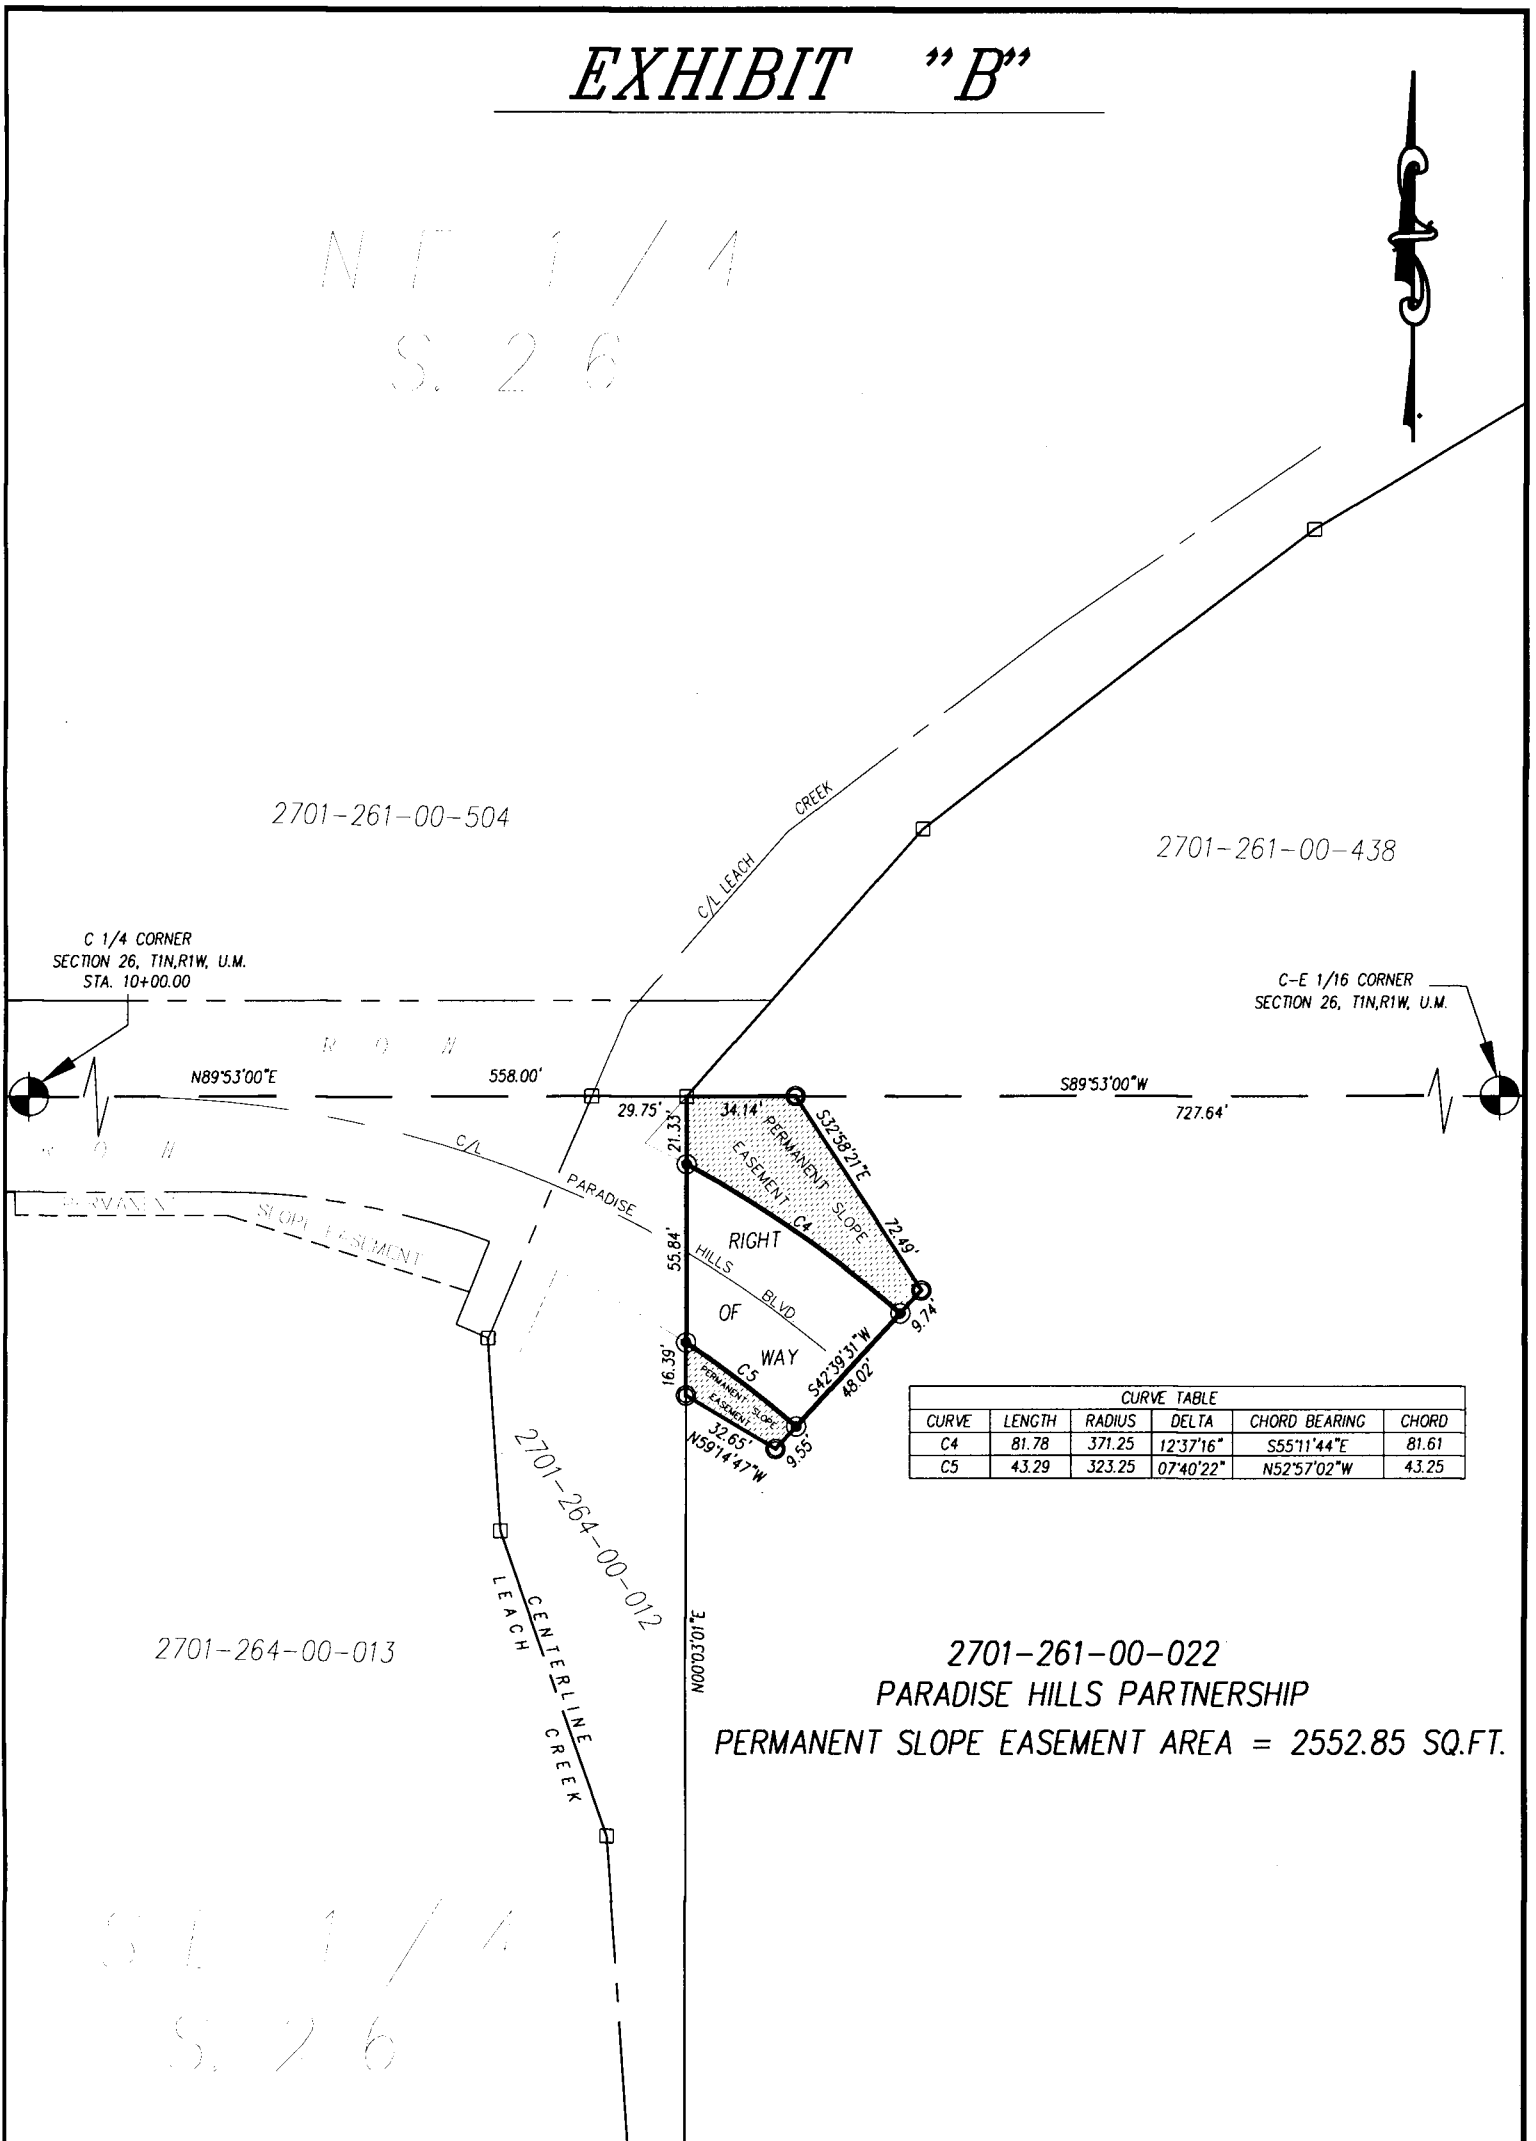 EXHIBIT "B"
S. 26
2701-261-00-504
2701-261-00-438
CREEK
C/L LEACH
C 1/4 CORNER
SECTION 26, T1N,R1W, U.M.
STA. 10+00.00
C-E 1/16 CORNER
SECTION 26, T1N,R1W, U.M.
R O W
N89°53'00"E
558.00'
29.75'
34.14'
S89°53'00"W
727.64'
21.33'
S32°58'21"E
72.49'
PERMANENT SLOPE
EASEMENT
C4
C/L
PARADISE
HILLS
BLVD.
PERMANENT
SLOPE EASEMENT
55.84'
RIGHT
OF
WAY
9.74'
S42°39'31"W
48.02'
16.39'
C5
PERMANENT SLOPE
EASEMENT
32.65'
N59°14'47"W
9.55'
CURVE TABLE
CURVE LENGTH RADIUS DELTA CHORD BEARING CHORD
C4 81.78 371.25 12°37'16" S55°11'44"E 81.61
C5 43.29 323.25 07°40'22" N52°57'02"W 43.25
2701-264-00-012
2701-264-00-013
CENTERLINE
LEACH CREEK
N00°03'01"E
2701-261-00-022
PARADISE HILLS PARTNERSHIP
PERMANENT SLOPE EASEMENT AREA = 2552.85 SQ.FT.
S. 26